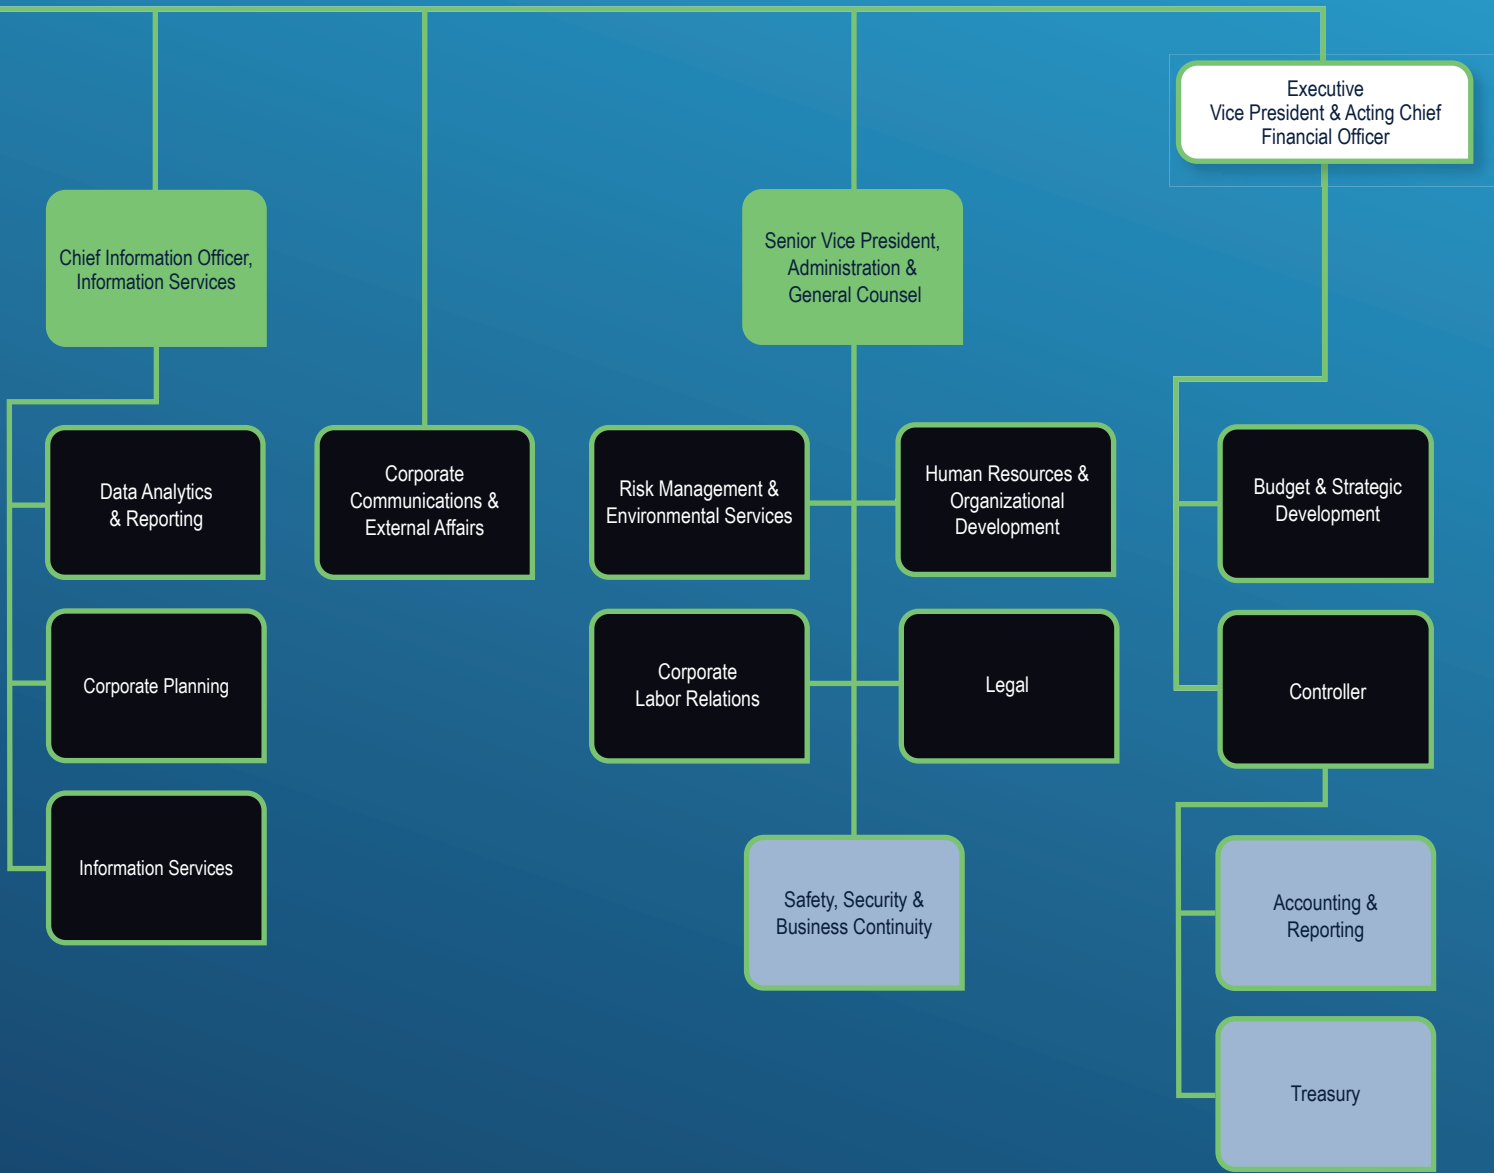 Executive
Vice President & Acting Chief
Financial Officer
Chief Information Officer,
Information Services
Senior Vice President,
Administration &
General Counsel
Data Analytics
& Reporting
Corporate
Communications &
External Affairs
Risk Management &
Environmental Services
Human Resources &
Organizational
Development
Budget & Strategic
Development
Corporate Planning
Corporate
Labor Relations
Legal
Controller
Information Services
Safety, Security &
Business Continuity
Accounting &
Reporting
Treasury